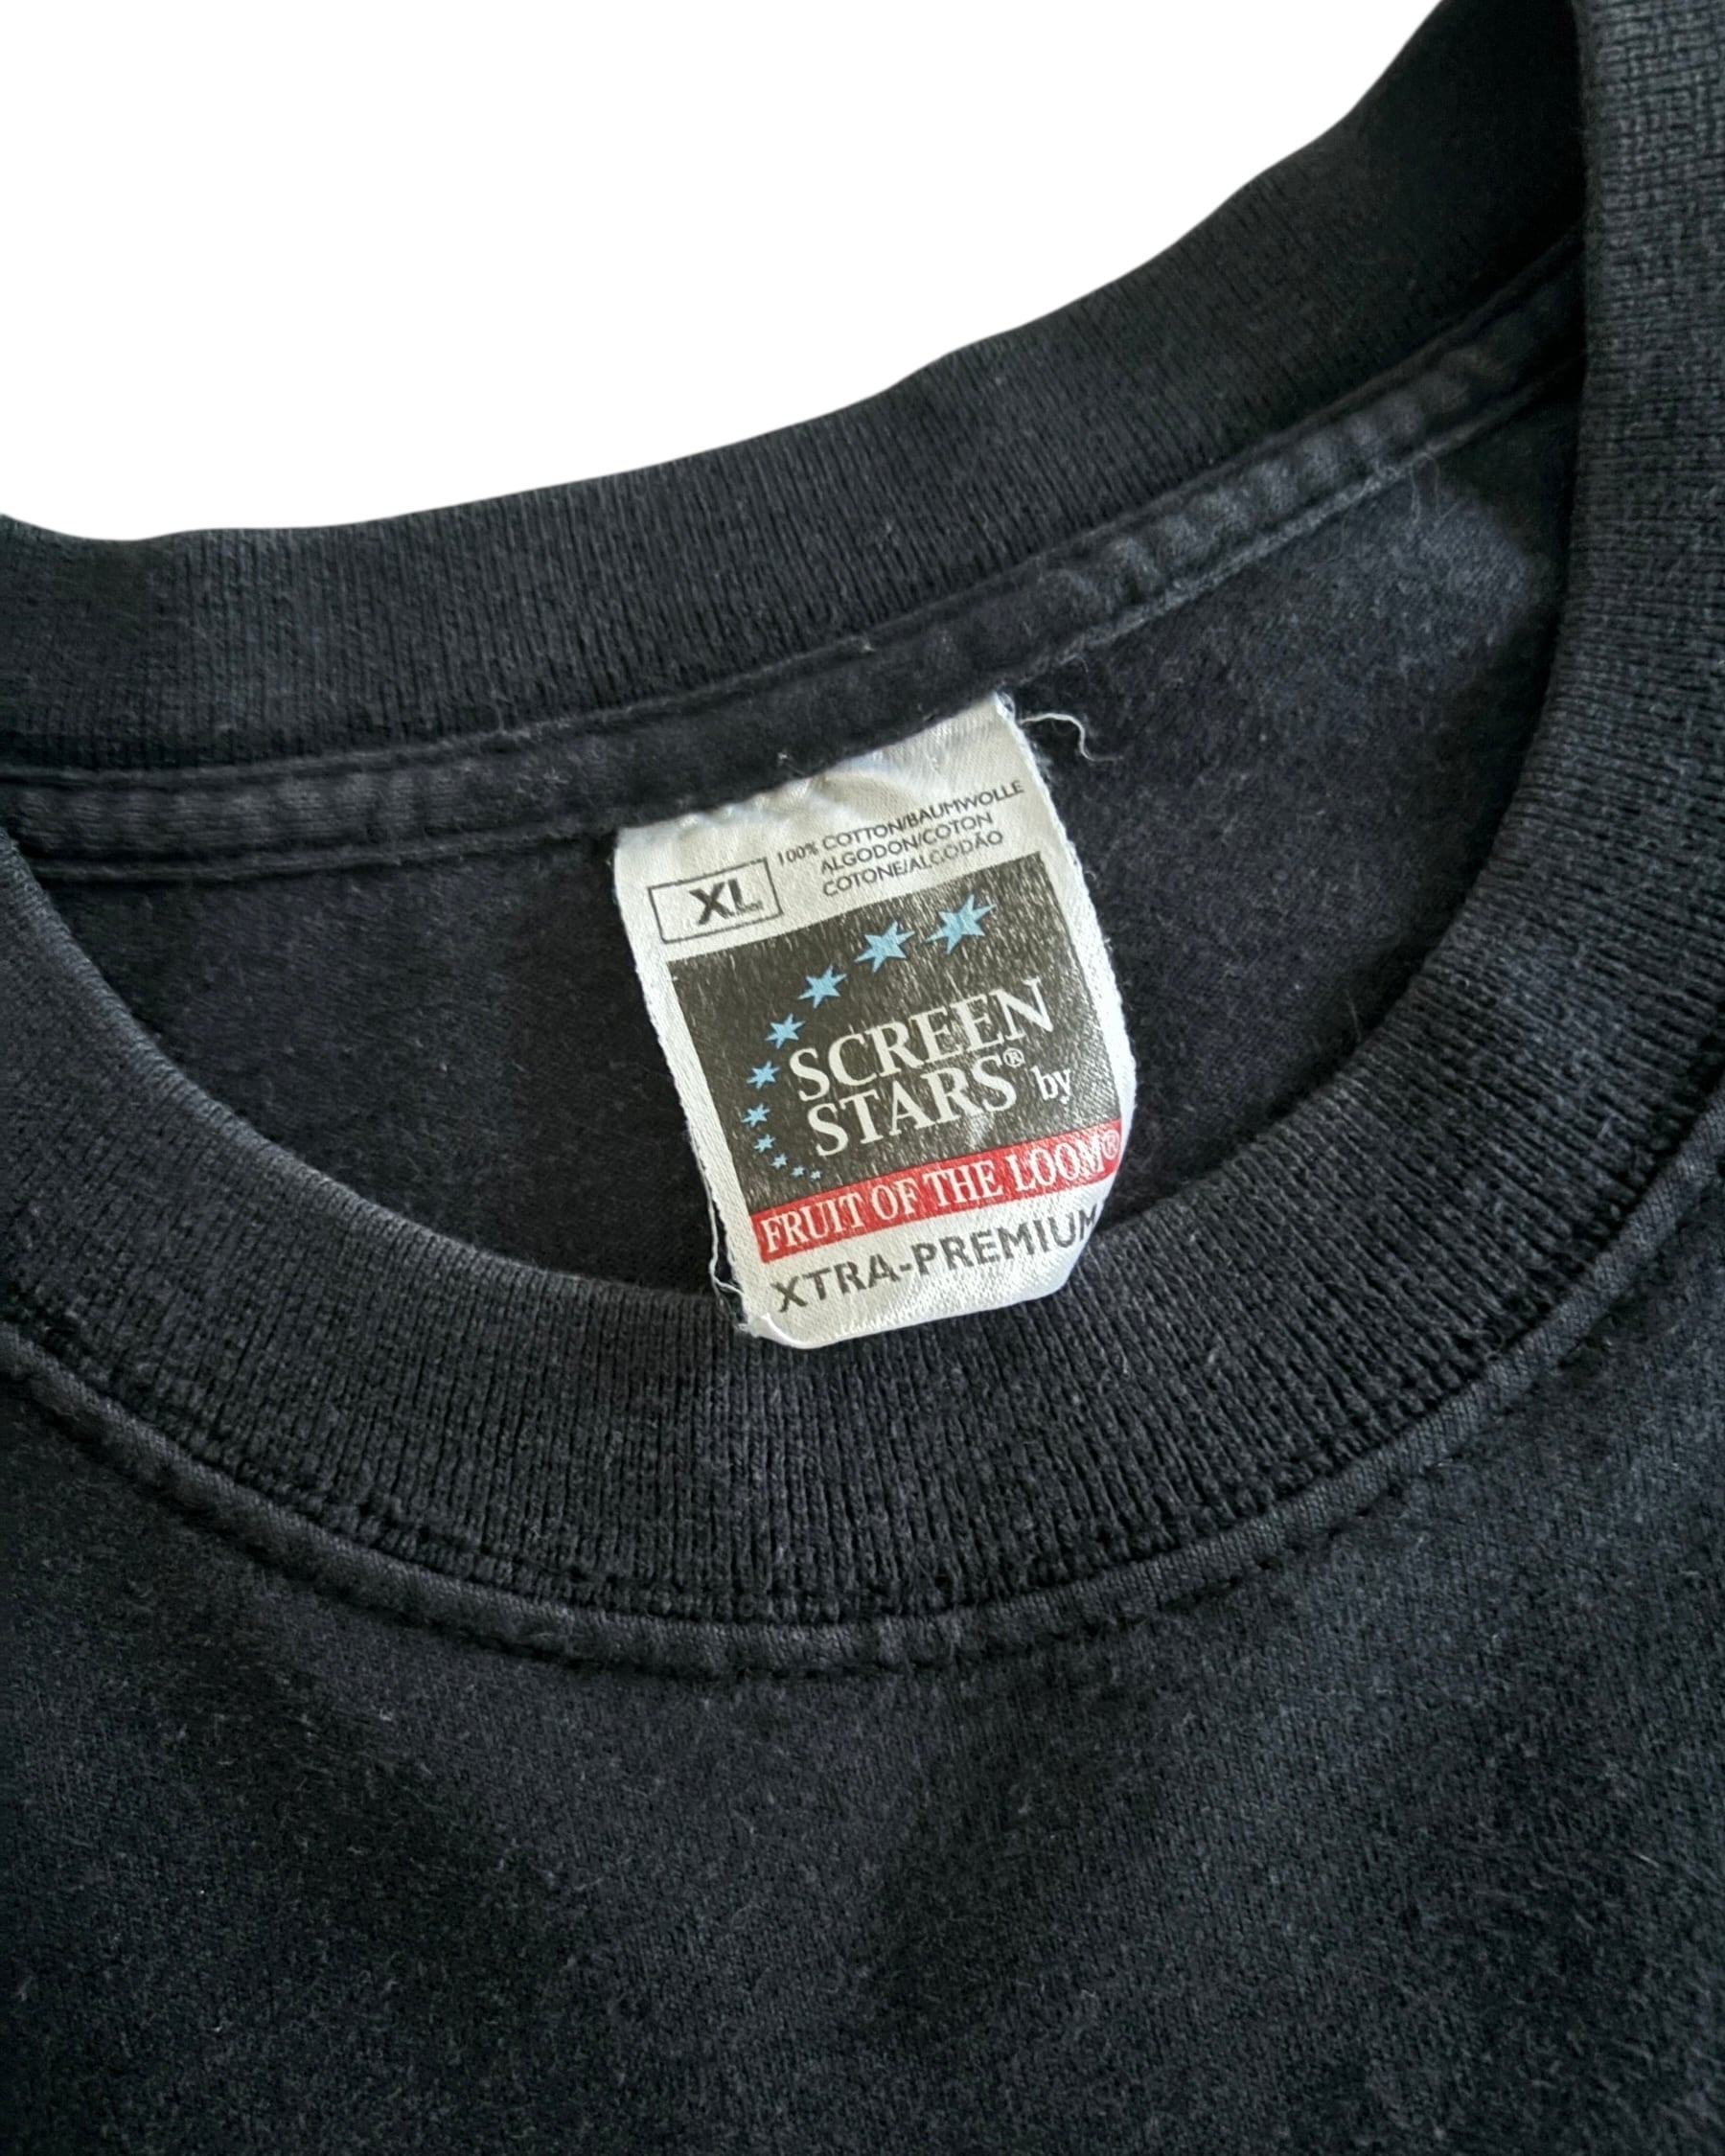 XL
100% COTTON/BAUMWOLLE
ALGODON/COTON
COTONE/ALGODÃO
SCREEN
STARS® by
FRUIT OF THE LOOM®
XTRA-PREMIUM